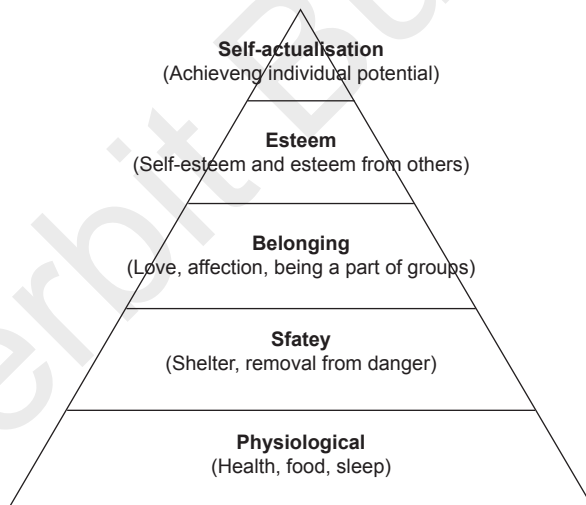 Self-actualisation
(Achieveng individual potential)
Esteem
(Self-esteem and esteem from others)
Belonging
(Love, affection, being a part of groups)
Sfatey
(Shelter, removal from danger)
Physiological
(Health, food, sleep)